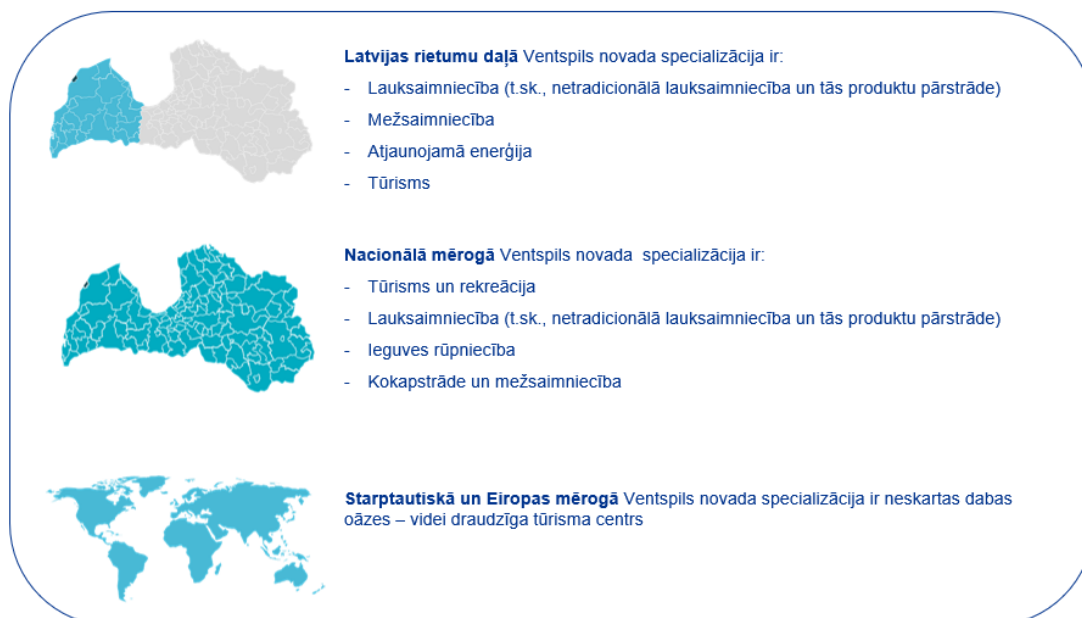 Latvijas rietumu daļā Ventspils novada specializācija ir:
- Lauksaimniecība (t.sk., netradicionālā lauksaimniecība un tās produktu pārstrāde)
- Mežsaimniecība
- Atjaunojamā enerģija
- Tūrisms
Nacionālā mērogā Ventspils novada specializācija ir:
- Tūrisms un rekreācija
- Lauksaimniecība (t.sk., netradicionālā lauksaimniecība un tās produktu pārstrāde)
- Ieguves rūpniecība
- Kokapstrāde un mežsaimniecība
Starptautiskā un Eiropas mērogā Ventspils novada specializācija ir neskartas dabas
oāzes – videi draudzīga tūrisma centrs